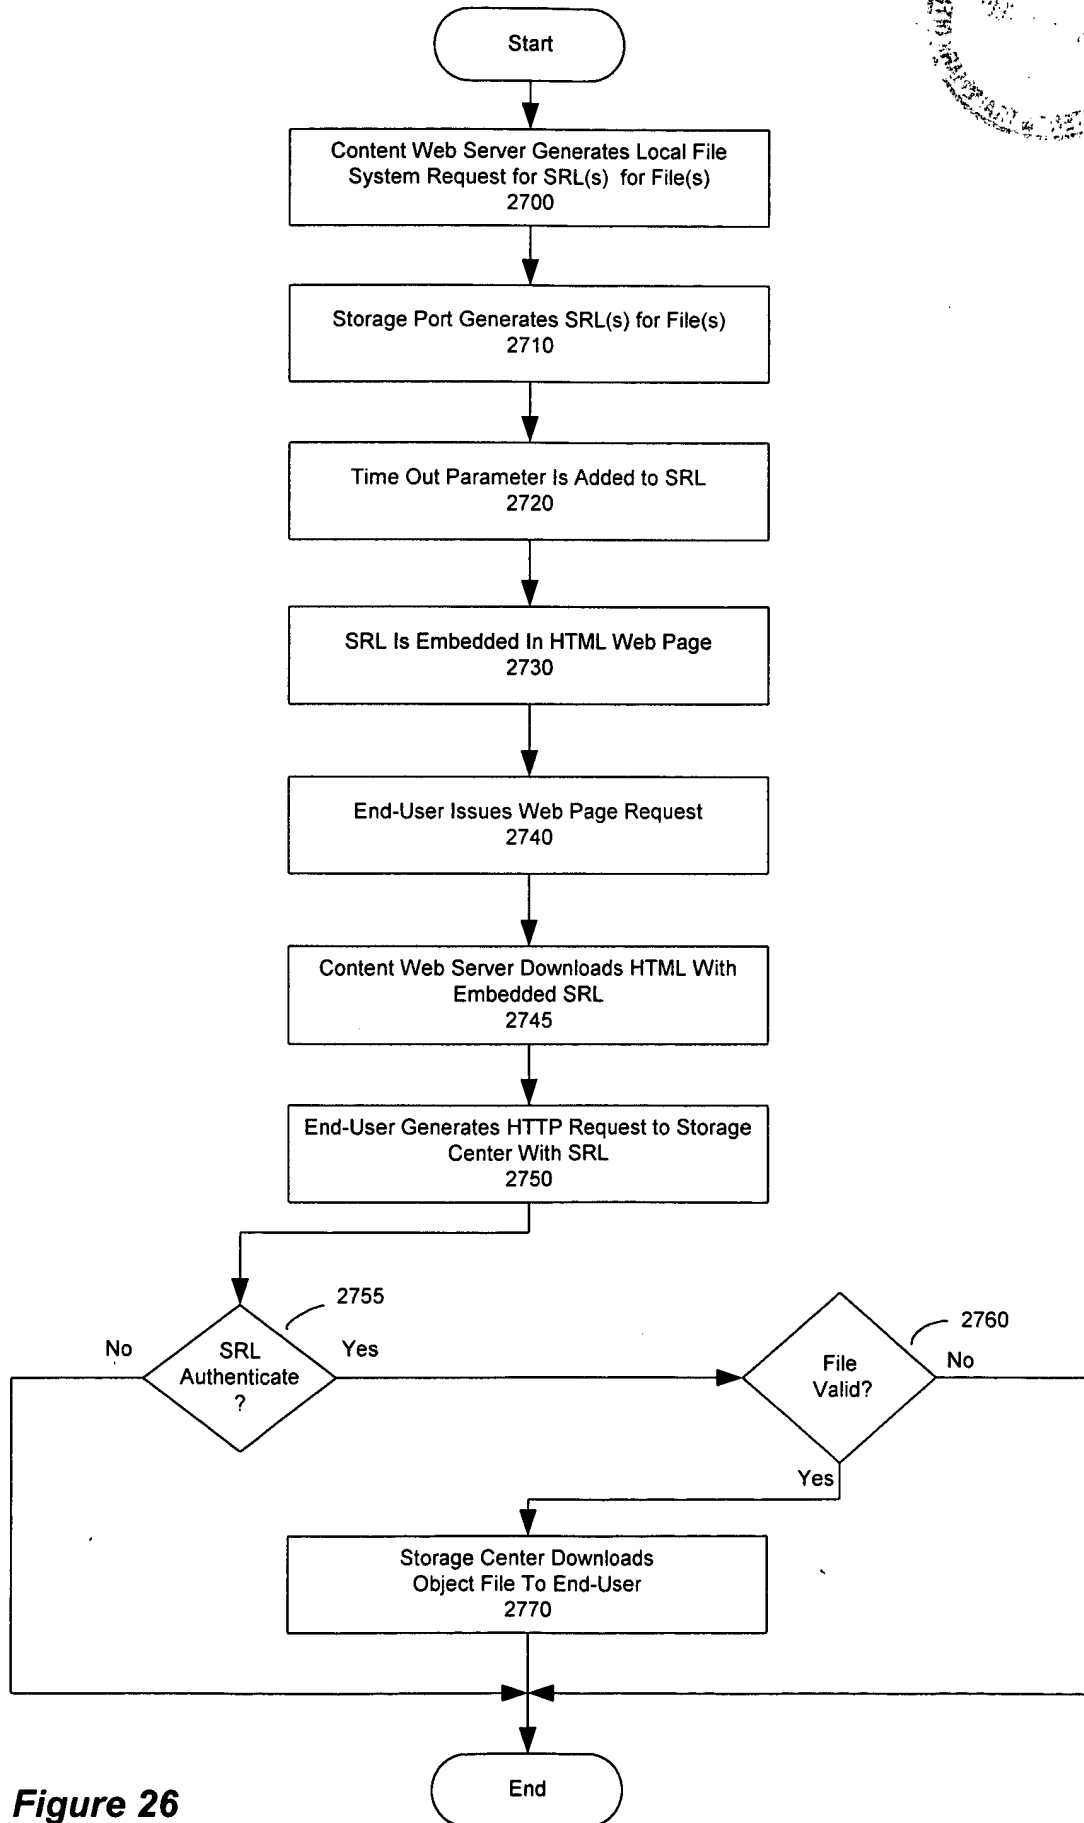 Start
Content Web Server Generates Local File
System Request for SRL(s) for File(s)
2700
Storage Port Generates SRL(s) for File(s)
2710
Time Out Parameter Is Added to SRL
2720
SRL Is Embedded In HTML Web Page
2730
End-User Issues Web Page Request
2740
Content Web Server Downloads HTML With
Embedded SRL
2745
End-User Generates HTTP Request to Storage
Center With SRL
2750
2755
No
SRL
Authenticate
?
Yes
2760
File
Valid?
No
Yes
Storage Center Downloads
Object File To End-User
2770
End
Figure 26